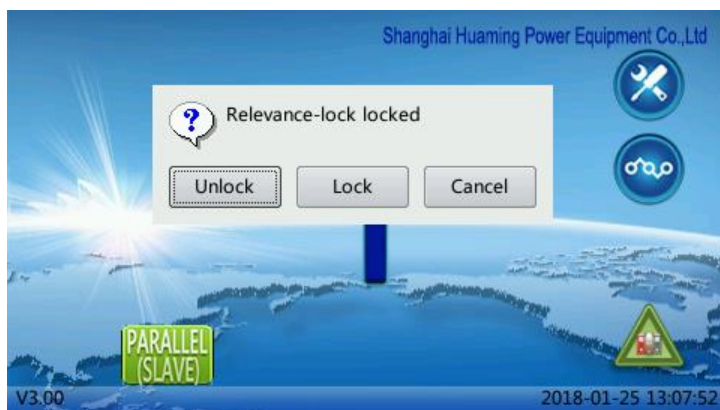 Shanghai Huaming Power Equipment Co.,Ltd
Relevance-lock locked
Unlock
Lock
Cancel
PARALLEL
(SLAVE)
V3.00
2018-01-25 13:07:52